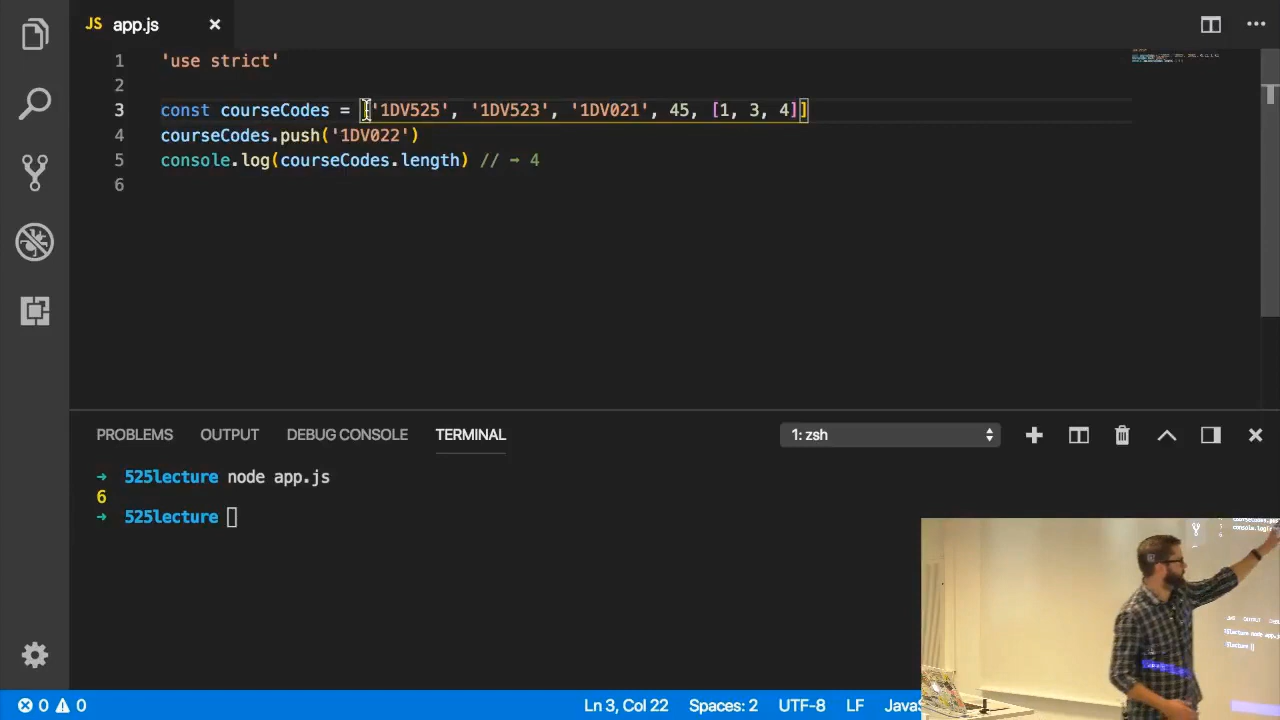 JS app.js
1 'use strict'
2
3 const courseCodes = ['1DV525', '1DV523', '1DV021', 45, [1, 3, 4]]
4 courseCodes.push('1DV022')
5 console.log(courseCodes.length) // → 4
6
PROBLEMS OUTPUT DEBUG CONSOLE TERMINAL 1: zsh
→ 525lecture node app.js
6
→ 525lecture
0 0 Ln 3, Col 22 Spaces: 2 UTF-8 LF